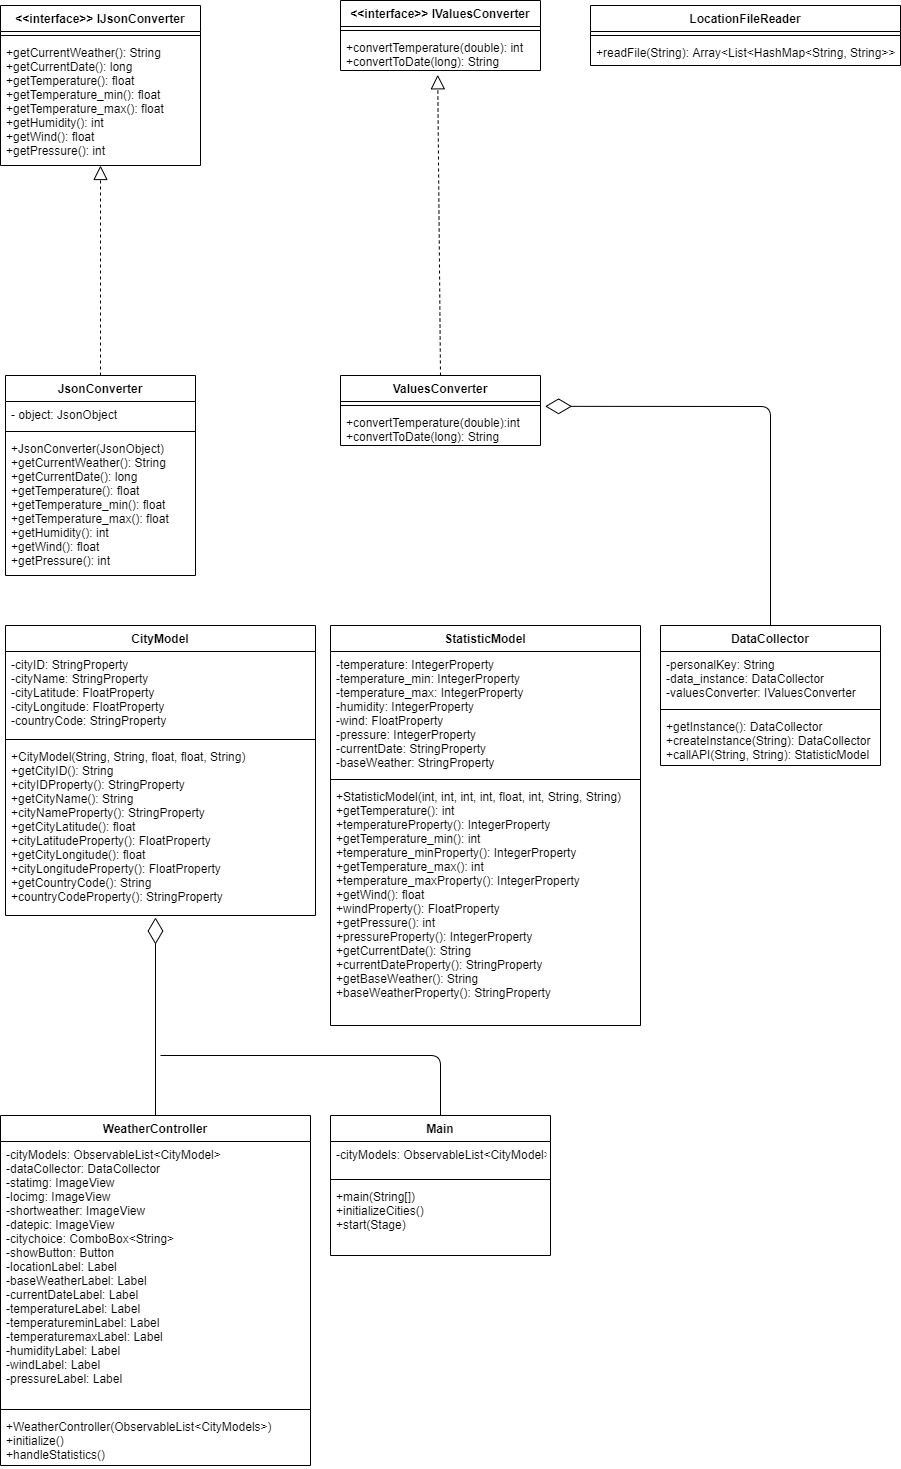 <<interface>> IJsonConverter
+getCurrentWeather(): String
+getCurrentDate(): long
+getTemperature(): float
+getTemperature_min(): float
+getTemperature_max(): float
+getHumidity(): int
+getWind(): float
+getPressure(): int
<<interface>> IValuesConverter
+convertTemperature(double): int
+convertToDate(long): String
LocationFileReader
+readFile(String): Array<List<HashMap<String, String>>
JsonConverter
- object: JsonObject
+JsonConverter(JsonObject)
+getCurrentWeather(): String
+getCurrentDate(): long
+getTemperature(): float
+getTemperature_min(): float
+getTemperature_max(): float
+getHumidity(): int
+getWind(): float
+getPressure(): int
ValuesConverter
+convertTemperature(double):int
+convertToDate(long): String
CityModel
-cityID: StringProperty
-cityName: StringProperty
-cityLatitude: FloatProperty
-cityLongitude: FloatProperty
-countryCode: StringProperty
+CityModel(String, String, float, float, String)
+getCityID(): String
+cityIDProperty(): StringProperty
+getCityName(): String
+cityNameProperty(): StringProperty
+getCityLatitude(): float
+cityLatitudeProperty(): FloatProperty
+getCityLongitude(): float
+cityLongitudeProperty(): FloatProperty
+getCountryCode(): String
+countryCodeProperty(): StringProperty
StatisticModel
-temperature: IntegerProperty
-temperature_min: IntegerProperty
-temperature_max: IntegerProperty
-humidity: IntegerProperty
-wind: FloatProperty
-pressure: IntegerProperty
-currentDate: StringProperty
-baseWeather: StringProperty
+StatisticModel(int, int, int, int, float, int, String, String)
+getTemperature(): int
+temperatureProperty(): IntegerProperty
+getTemperature_min(): int
+temperature_minProperty(): IntegerProperty
+getTemperature_max(): int
+temperature_maxProperty(): IntegerProperty
+getWind(): float
+windProperty(): FloatProperty
+getPressure(): int
+pressureProperty(): IntegerProperty
+getCurrentDate(): String
+currentDateProperty(): StringProperty
+getBaseWeather(): String
+baseWeatherProperty(): StringProperty
DataCollector
-personalKey: String
-data_instance: DataCollector
-valuesConverter: IValuesConverter
+getInstance(): DataCollector
+createInstance(String): DataCollector
+callAPI(String, String): StatisticModel
WeatherController
-cityModels: ObservableList<CityModel>
-dataCollector: DataCollector
-statimg: ImageView
-locimg: ImageView
-shortweather: ImageView
-datepic: ImageView
-citychoice: ComboBox<String>
-showButton: Button
-locationLabel: Label
-baseWeatherLabel: Label
-currentDateLabel: Label
-temperatureLabel: Label
-temperatureminLabel: Label
-temperaturemaxLabel: Label
-humidityLabel: Label
-windLabel: Label
-pressureLabel: Label
+WeatherController(ObservableList<CityModels>)
+initialize()
+handleStatistics()
Main
-cityModels: ObservableList<CityModel>
+main(String[])
+initializeCities()
+start(Stage)